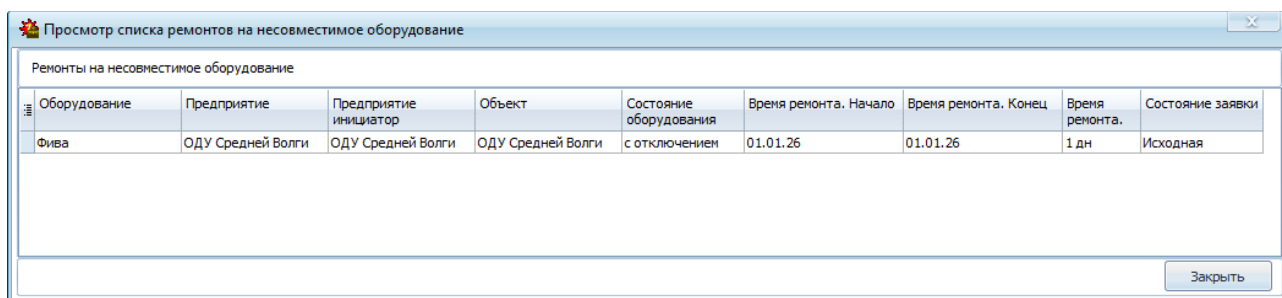 Просмотр списка ремонтов на несовместимое оборудование
Ремонты на несовместимое оборудование
Оборудование Предприятие Предприятие инициатор Объект Состояние оборудования Время ремонта. Начало Время ремонта. Конец Время ремонта. Состояние заявки
Фива ОДУ Средней Волги ОДУ Средней Волги ОДУ Средней Волги с отключением 01.01.26 01.01.26 1 дн Исходная
Закрыть